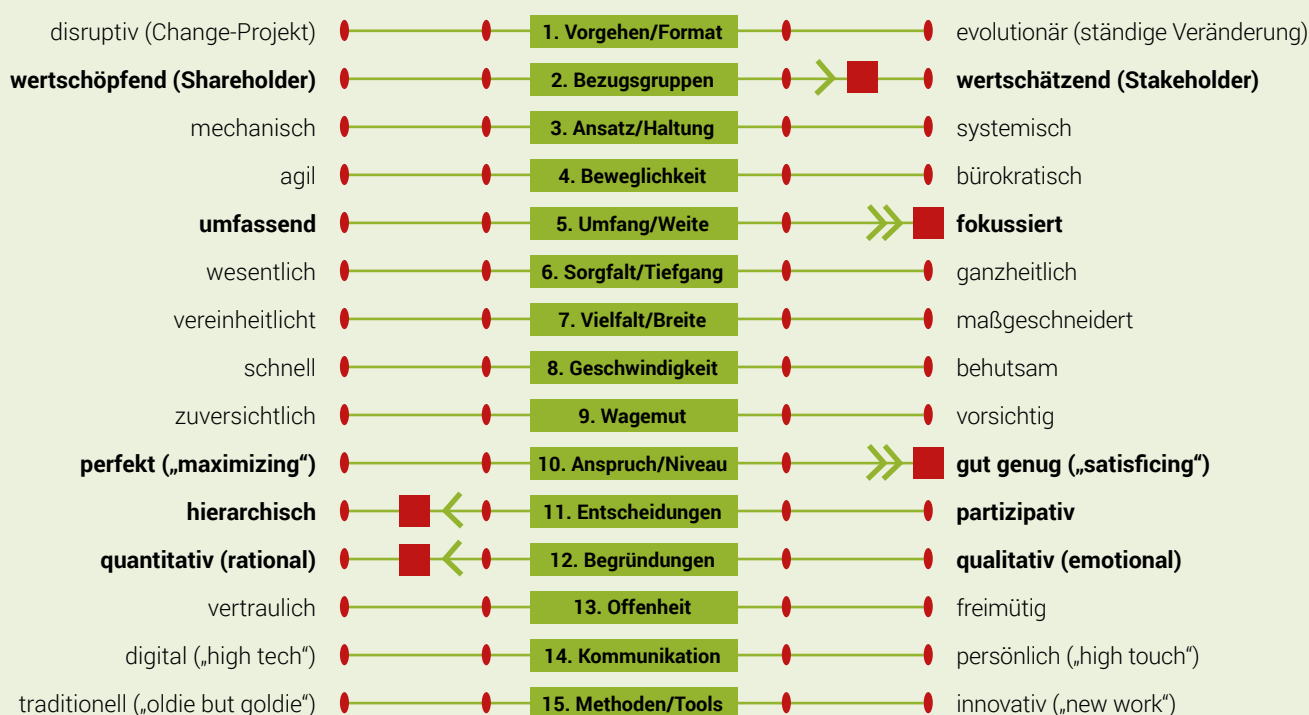 disruptiv (Change-Projekt) 1. Vorgehen/Format evolutionär (ständige Veränderung)
wertschöpfend (Shareholder) 2. Bezugsgruppen wertschätzend (Stakeholder)
mechanisch 3. Ansatz/Haltung systemisch
agil 4. Beweglichkeit bürokratisch
umfassend 5. Umfang/Weite fokussiert
wesentlich 6. Sorgfalt/Tiefgang ganzheitlich
vereinheitlicht 7. Vielfalt/Breite maßgeschneidert
schnell 8. Geschwindigkeit behutsam
zuversichtlich 9. Wagemut vorsichtig
perfekt („maximizing“) 10. Anspruch/Niveau gut genug („satisficing“)
hierarchisch 11. Entscheidungen partizipativ
quantitativ (rational) 12. Begründungen qualitativ (emotional)
vertraulich 13. Offenheit freimütig
digital („high tech“) 14. Kommunikation persönlich („high touch“)
traditionell („oldie but goldie“) 15. Methoden/Tools innovativ („new work“)